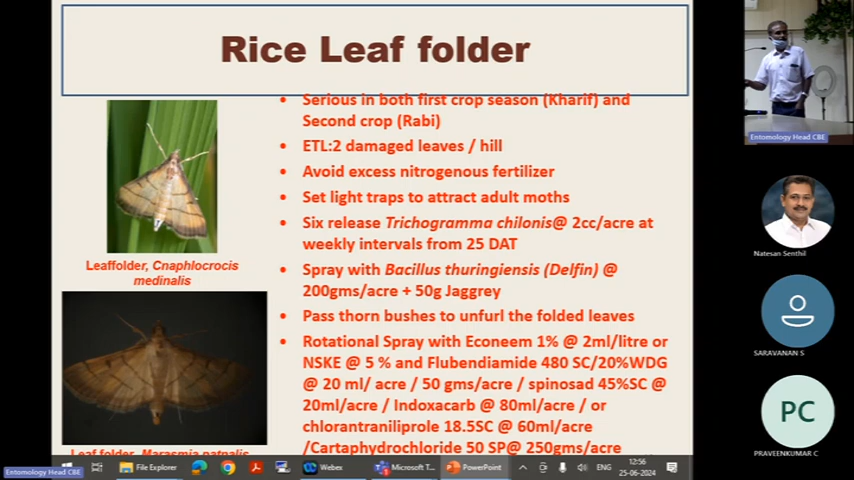 Rice Leaf folder
• Serious in both first crop season (Kharif) and
Second crop (Rabi)
• ETL:2 damaged leaves / hill
• Avoid excess nitrogenous fertilizer
• Set light traps to attract adult moths
• Six release Trichogramma chilonis@ 2cc/acre at
weekly intervals from 25 DAT
• Spray with Bacillus thuringiensis (Delfin) @
200gms/acre + 50g Jaggrey
• Pass thorn bushes to unfurl the folded leaves
• Rotational Spray with Econeem 1% @ 2ml/litre or
NSKE @ 5 % and Flubendiamide 480 SC/20%WDG
@ 20 ml/ acre / 50 gms/acre / spinosad 45%SC @
20ml/acre / Indoxacarb @ 80ml/acre / or
chlorantraniliprole 18.5SC @ 60ml/acre
/Cartaphydrochloride 50 SP@ 250gms/acre
Leaffolder, Cnaphlocrocis
medinalis
Leaf folder, Marasmia patnalis
Entomology Head CBE
Natesan Senthil
SARAVANAN S
PC
PRAVEENKUMAR C
Entomology Head CBE
File Explorer
Webex
Microsoft T...
PowerPoint
ENG
12:56
25-06-2024